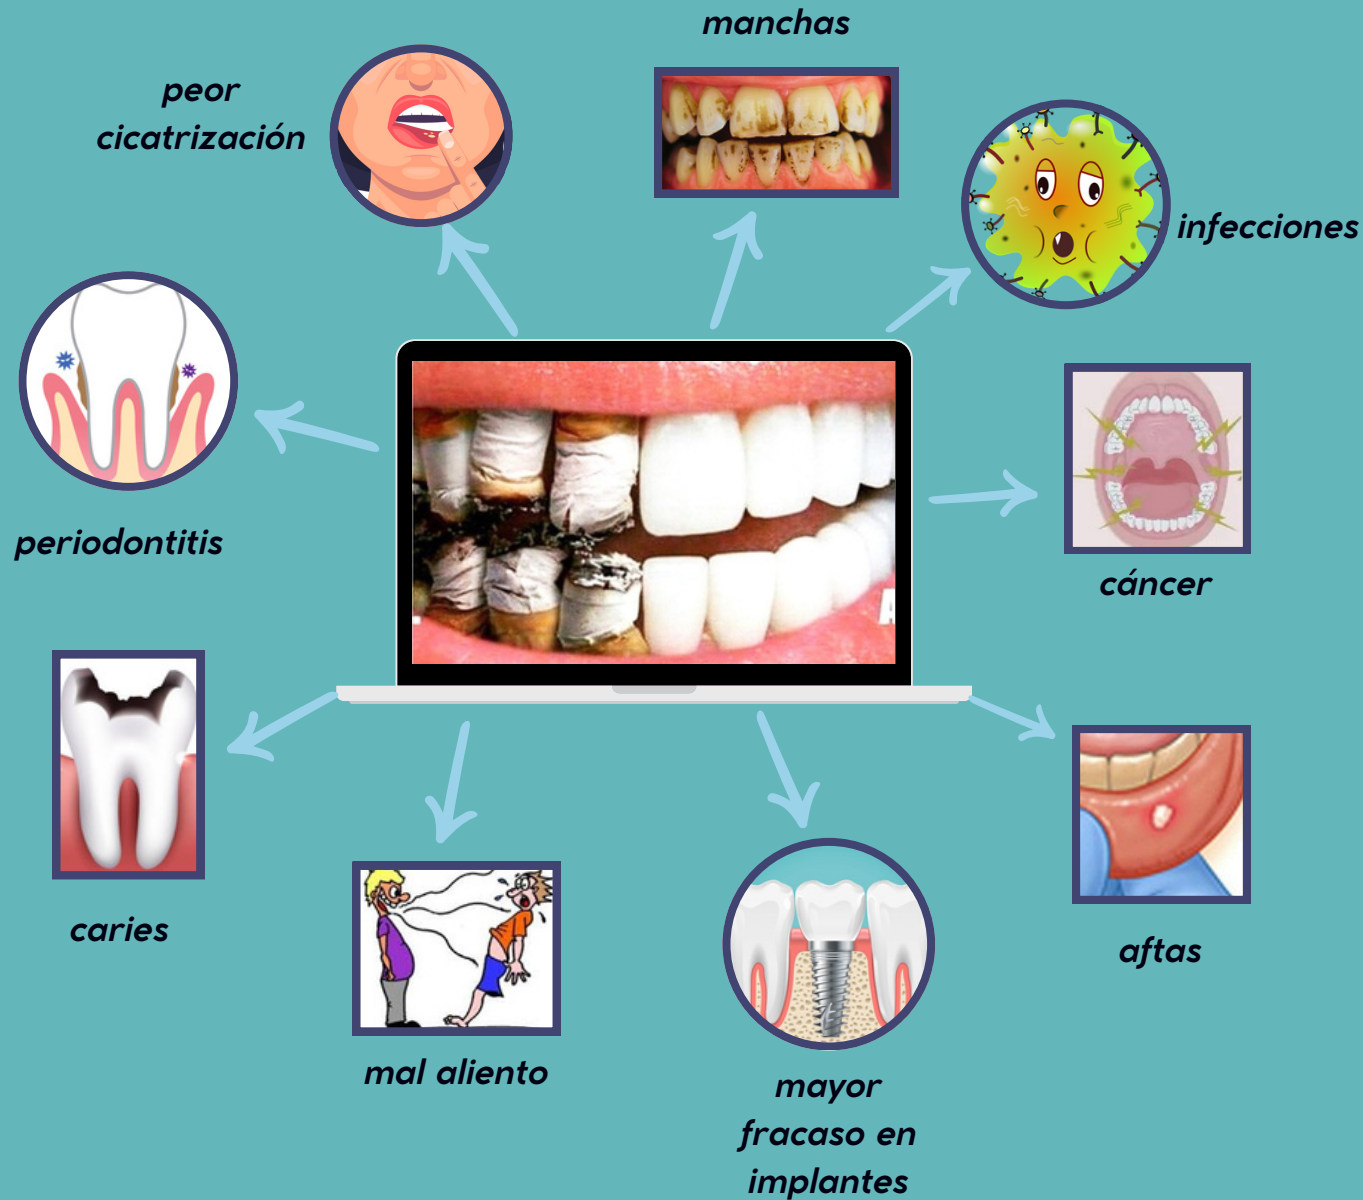 manchas
peor
cicatrización
infecciones
periodontitis
cáncer
caries
aftas
mal aliento
mayor
fracaso en
implantes